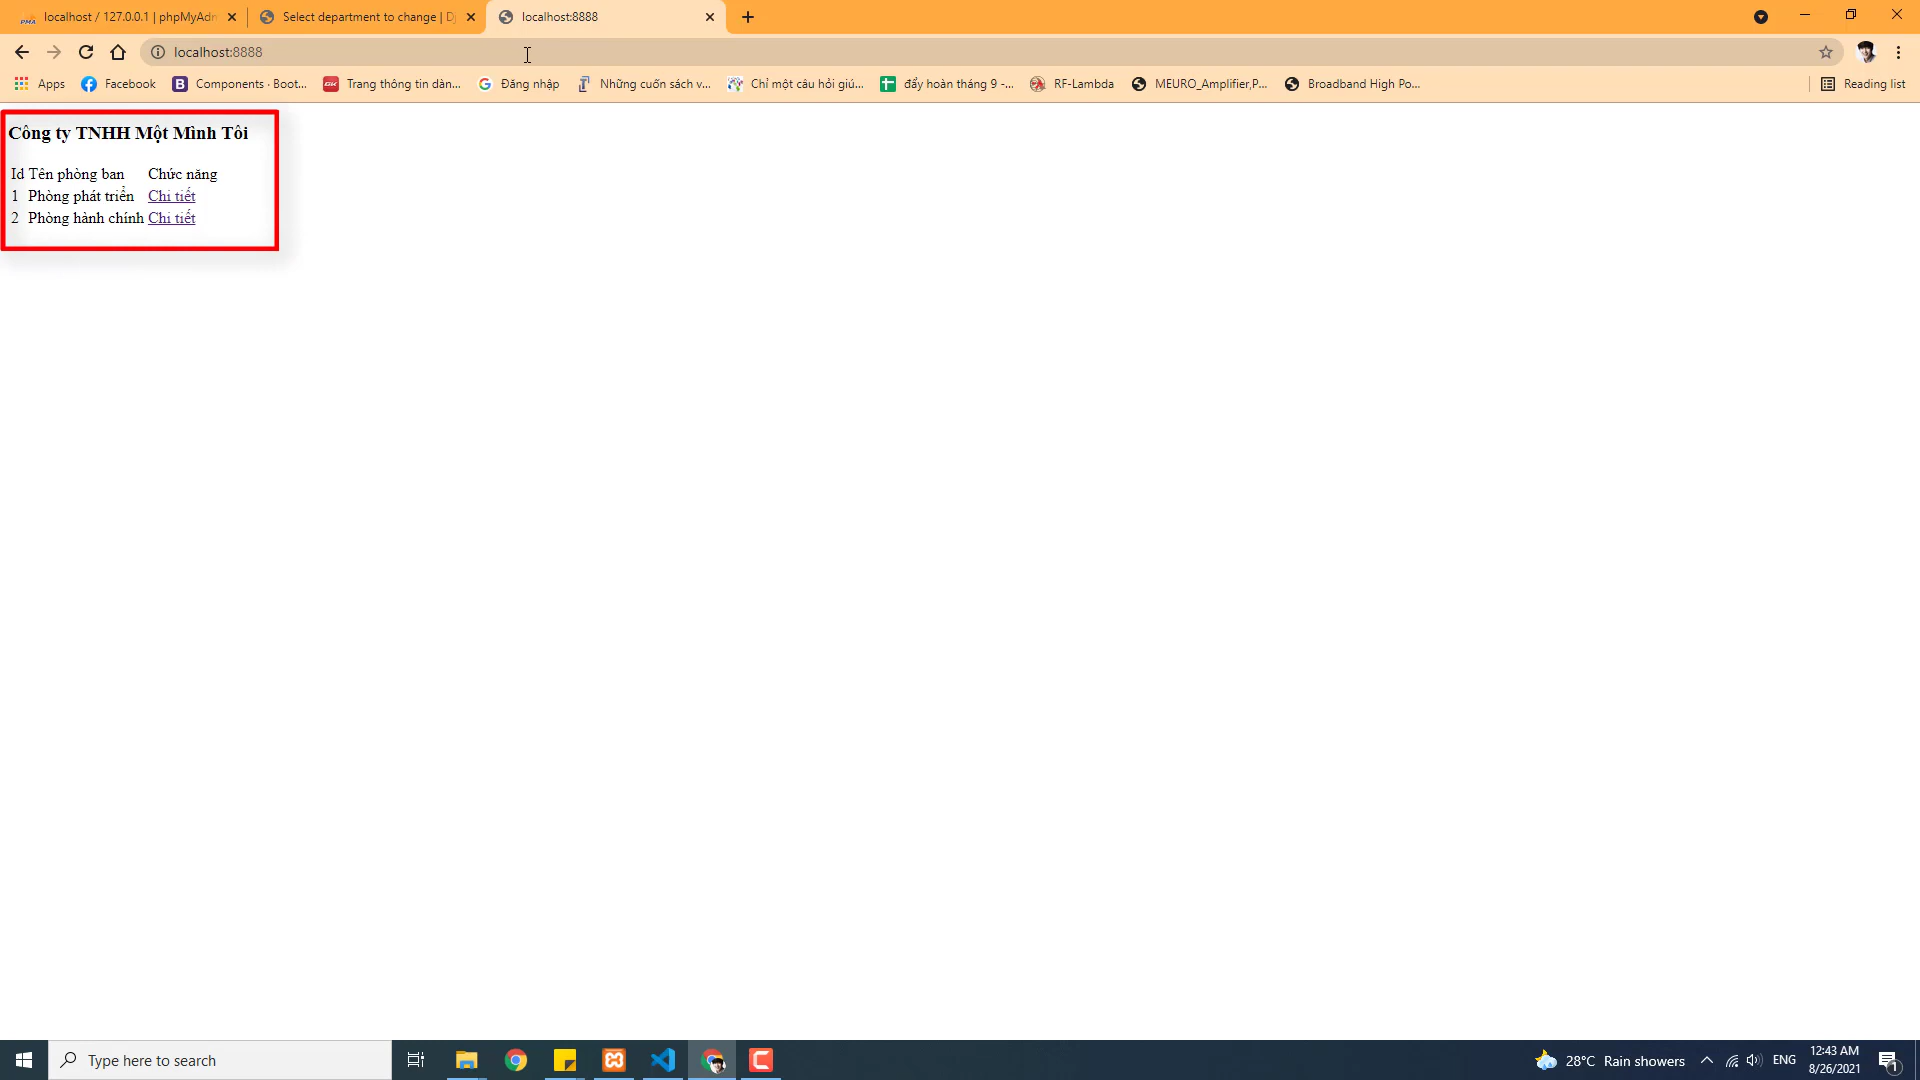 localhost / 127.0.0.1 | phpMyAdm
Select department to change | Dj
localhost:8888
localhost:8888
Apps
Facebook
Components · Boot...
Trang thông tin dàn...
Đăng nhập
Những cuốn sách v...
Chỉ một câu hỏi giú...
đẩy hoàn tháng 9 -...
RF-Lambda
MEURO_Amplifier,P...
Broadband High Po...
Reading list
Công ty TNHH Một Mình Tôi
Id Tên phòng ban Chức năng
1 Phòng phát triển Chi tiết
2 Phòng hành chính Chi tiết
Type here to search
28°C Rain showers
ENG
12:43 AM
8/26/2021
1